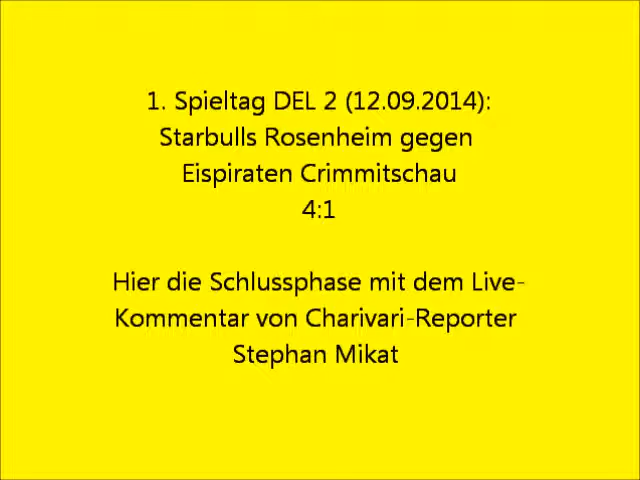 1. Spieltag DEL 2 (12.09.2014):
Starbulls Rosenheim gegen
Eispiraten Crimmitschau
4:1
Hier die Schlussphase mit dem Live-
Kommentar von Charivari-Reporter
Stephan Mikat